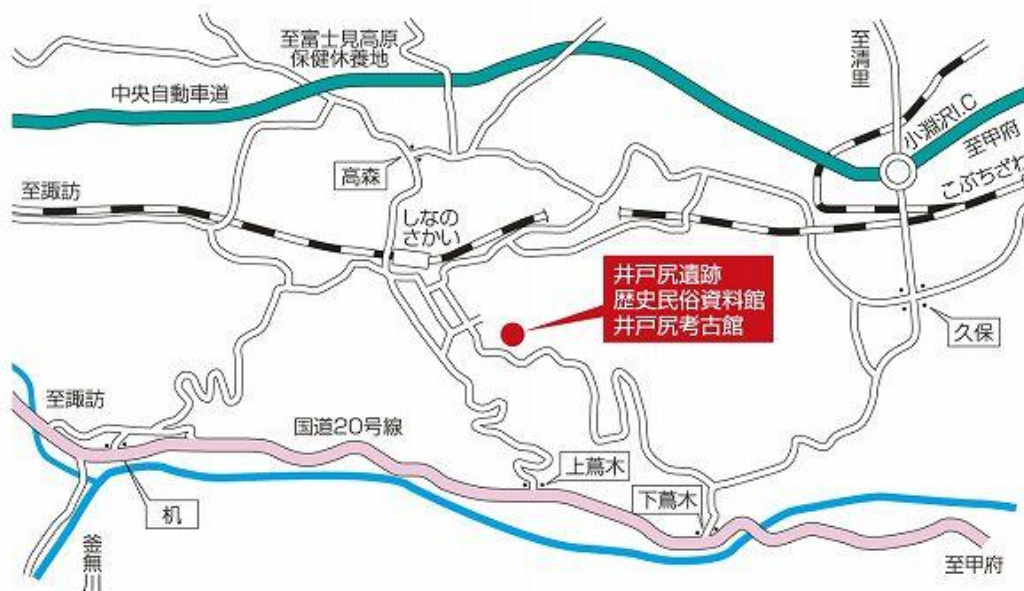 至富士見高原
保健休養地
至清里
中央自動車道
小淵沢I.C
至甲府
こぶちざわ
高森
至諏訪
しなの
さかい
井戸尻遺跡
歴史民俗資料館
井戸尻考古館
久保
至諏訪
国道20号線
上蔦木
下蔦木
机
釜無川
至甲府